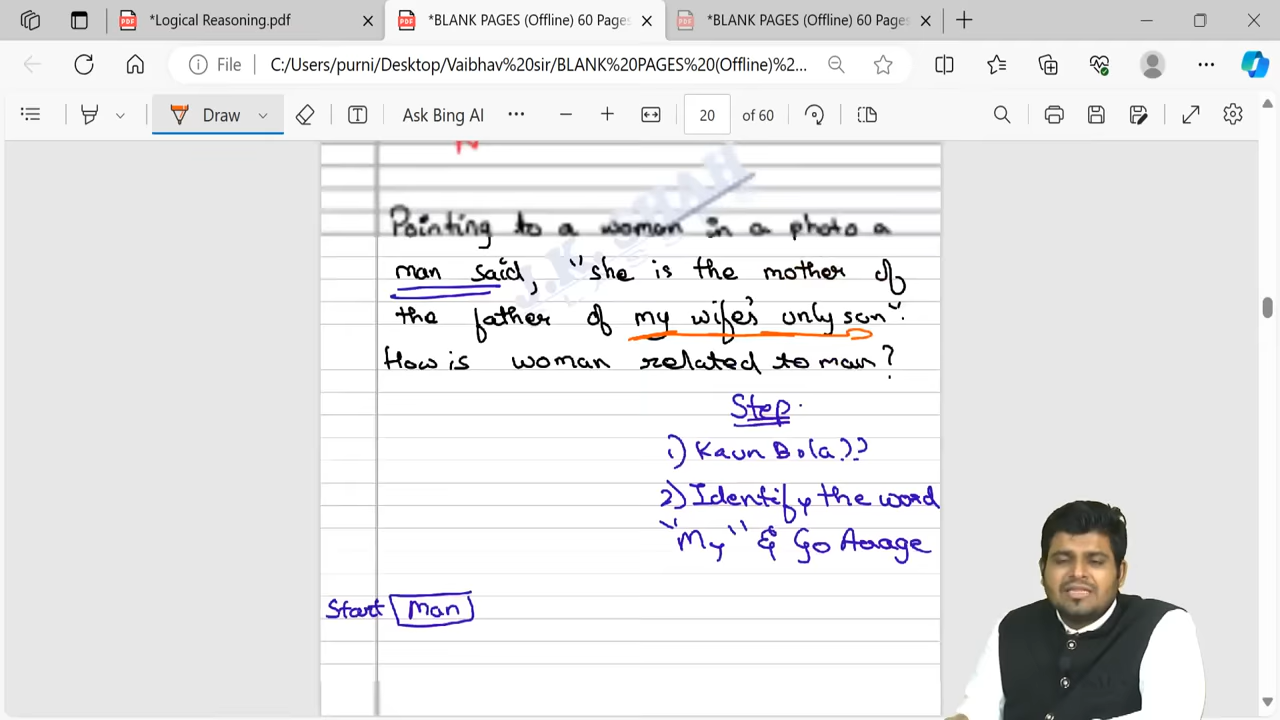 *Logical Reasoning.pdf
*BLANK PAGES (Offline) 60 Pages
*BLANK PAGES (Offline) 60 Pages
File
C:/Users/purni/Desktop/Vaibhav%20sir/BLANK%20PAGES%20(Offline)%2...
Draw
Ask Bing AI
20 of 60
J.K. SHAH
Pointing to a woman in a photo a
man said, "she is the mother of
the father of my wife's only son".
How is woman related to man?
Step
1) Kaun Bola??
2) Identify the word
"My" & Go Aage
Start Man